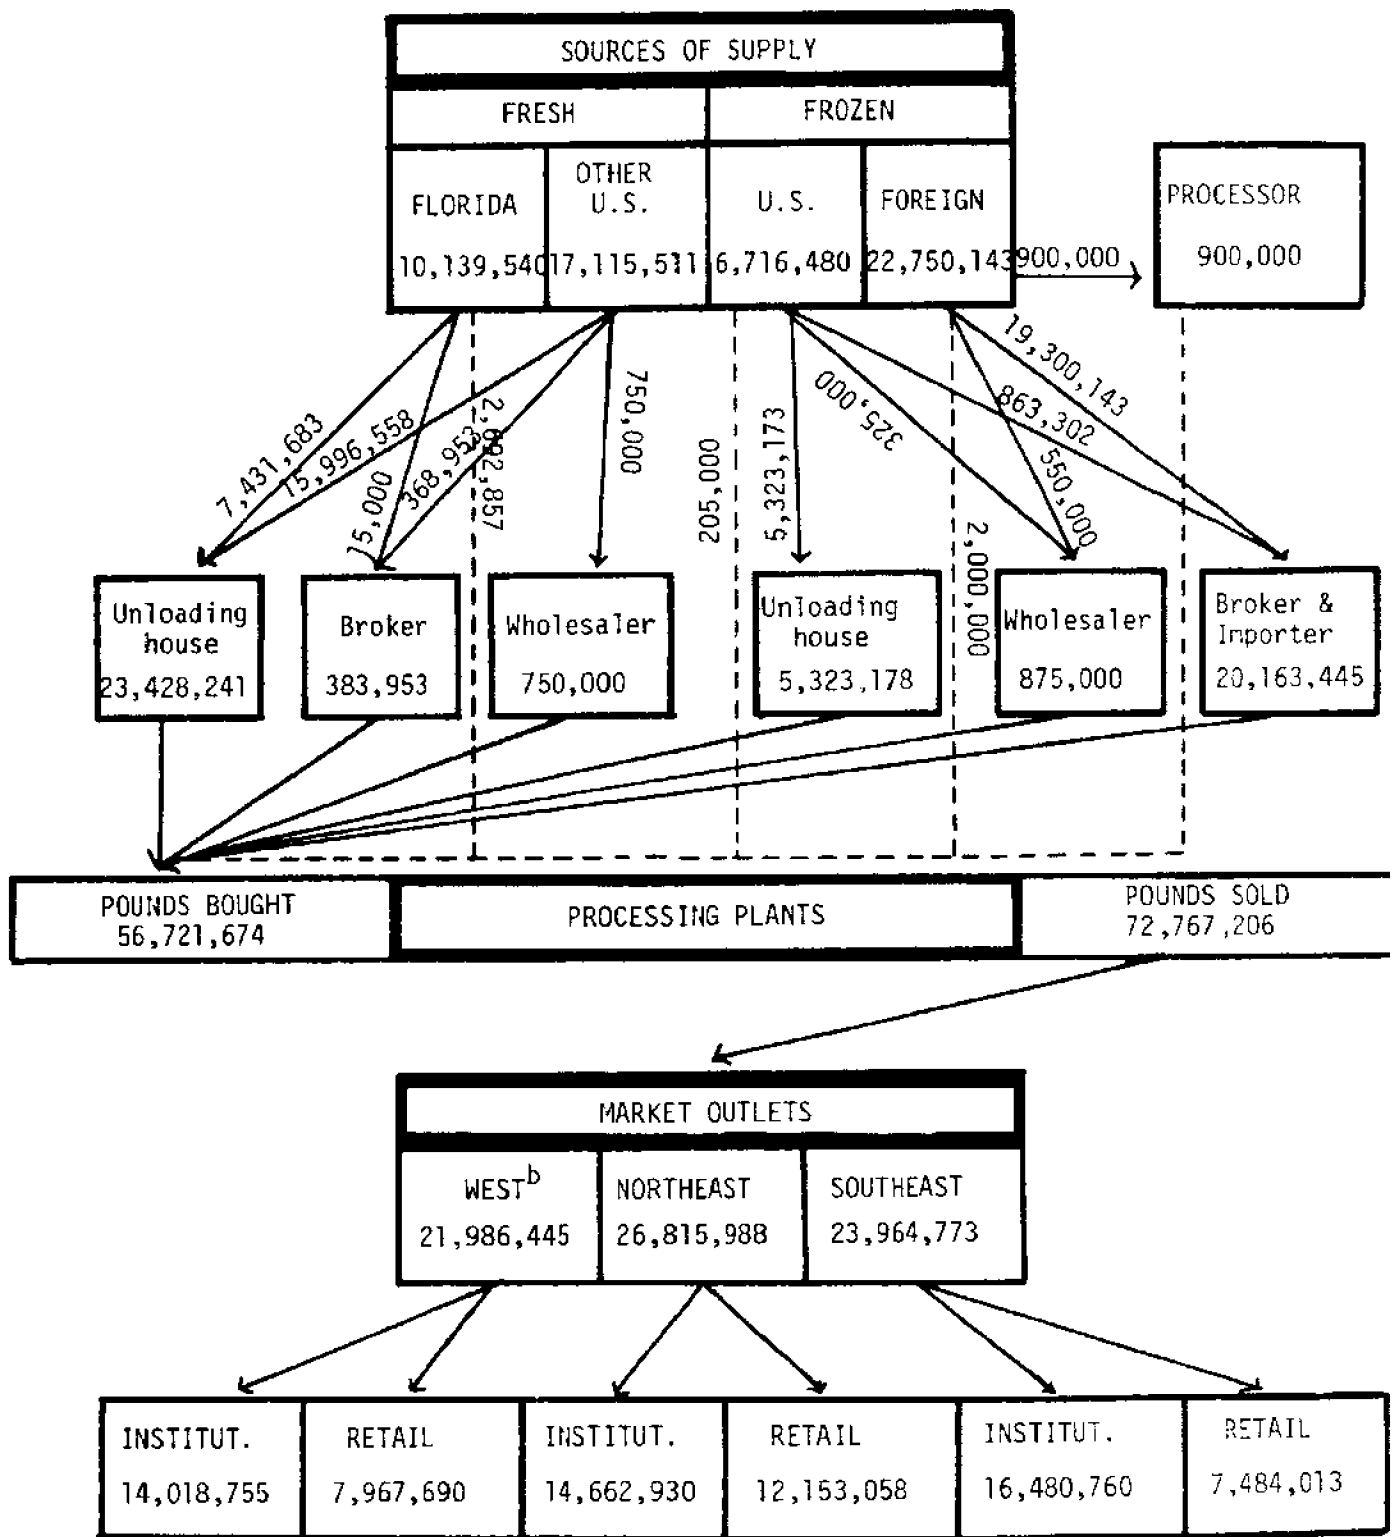 SOURCES OF SUPPLY
FRESH
FROZEN
FLORIDA
10,139,540
OTHER
U.S.
17,115,511
U.S.
6,716,480
FOREIGN
22,750,143
900,000
PROCESSOR
900,000
7,431,683
15,996,558
15,000
368,953
2,692,857
750,000
205,000
5,323,173
325,000
2,000,000
550,000
863,302
19,300,143
Unloading
house
23,428,241
Broker
383,953
Wholesaler
750,000
Unloading
house
5,323,178
Wholesaler
875,000
Broker &
Importer
20,163,445
POUNDS BOUGHT
56,721,674
PROCESSING PLANTS
POUNDS SOLD
72,767,206
MARKET OUTLETS
WESTb
21,986,445
NORTHEAST
26,815,988
SOUTHEAST
23,964,773
INSTITUT.
14,018,755
RETAIL
7,967,690
INSTITUT.
14,662,930
RETAIL
12,153,058
INSTITUT.
16,480,760
RETAIL
7,484,013